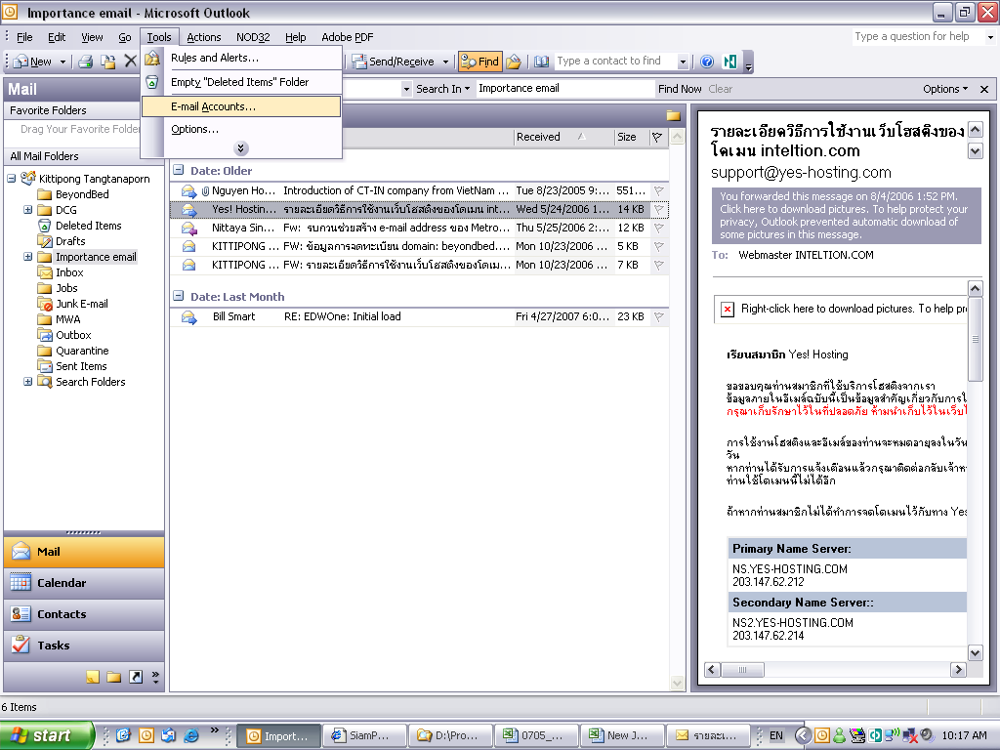 Importance email - Microsoft Outlook
File Edit View Go Tools Actions NOD32 Help Adobe PDF
Type a question for help
New
Send/Receive
Find
Type a contact to find
Rules and Alerts...
Empty "Deleted Items" Folder
E-mail Accounts...
Options...
Mail
Search In
Importance email
Find Now Clear
Options
Favorite Folders
Drag Your Favorite Folder
All Mail Folders
Kittipong Tangtanaporn
BeyondBed
DCG
Deleted Items
Drafts
Importance email
Inbox
Jobs
Junk E-mail
MWA
Outbox
Quarantine
Sent Items
Search Folders
Mail
Calendar
Contacts
Tasks
Received Size
Date: Older
Nguyen Ho... Introduction of CT-IN company from VietNam ... Tue 8/23/2005 9:... 551...
Yes! Hostin... รายละเอียดวิธีการใช้งานเว็บโฮสติงของโดเมน int... Wed 5/24/2006 1... 14 KB
Nittaya Sin... Fw: รบกวนช่วยสร้าง e-mail address ของ Metro... Thu 5/25/2006 2:... 12 KB
KITTIPONG ... FW: ข้อมูลการจดทะเบียน domain: beyondbed.... Mon 10/23/2006 ... 5 KB
KITTIPONG ... FW: รายละเอียดวิธีการใช้งานเว็บโฮสติงของโดเม... Mon 10/23/2006 ... 7 KB
Date: Last Month
Bill Smart RE: EDWOne: Initial load Fri 4/27/2007 6:0... 23 KB
รายละเอียดวิธีการใช้งานเว็บโฮสติงของ
โดเมน inteltion.com
support@yes-hosting.com
You forwarded this message on 8/4/2006 1:52 PM.
Click here to download pictures. To help protect your
privacy, Outlook prevented automatic download of
some pictures in this message.
To: Webmaster INTELTION.COM
Right-click here to download pictures. To help pr
เรียนสมาชิก Yes! Hosting
ขอขอบคุณท่านสมาชิกที่ใช้บริการโฮสติงจากเรา
ข้อมูลภายในอีเมล์ฉบับนี้เป็นข้อมูลสำคัญเกี่ยวกับการใ
กรุณาเก็บรักษาไว้ในที่ปลอดภัย ห้ามนำเก็บไว้ในเว็บไ
การใช้งานโฮสติงและอีเมล์ของท่านจะหมดอายุลงในวัน
วัน
หากท่านได้รับการแจ้งเตือนแล้วกรุณาติดต่อกลับเจ้าห
ท่านใช้โดเมนนี้ไม่ได้อีก
ถ้าหากท่านสมาชิกไม่ได้ทำการจดโดเมนไว้กับทาง Yes
Primary Name Server:
NS.YES-HOSTING.COM
203.147.62.212
Secondary Name Server::
NS2.YES-HOSTING.COM
203.147.62.214
6 Items
start
Import...
SiamP...
D:\Pro...
0705_...
New J...
รายละเ...
EN
10:17 AM